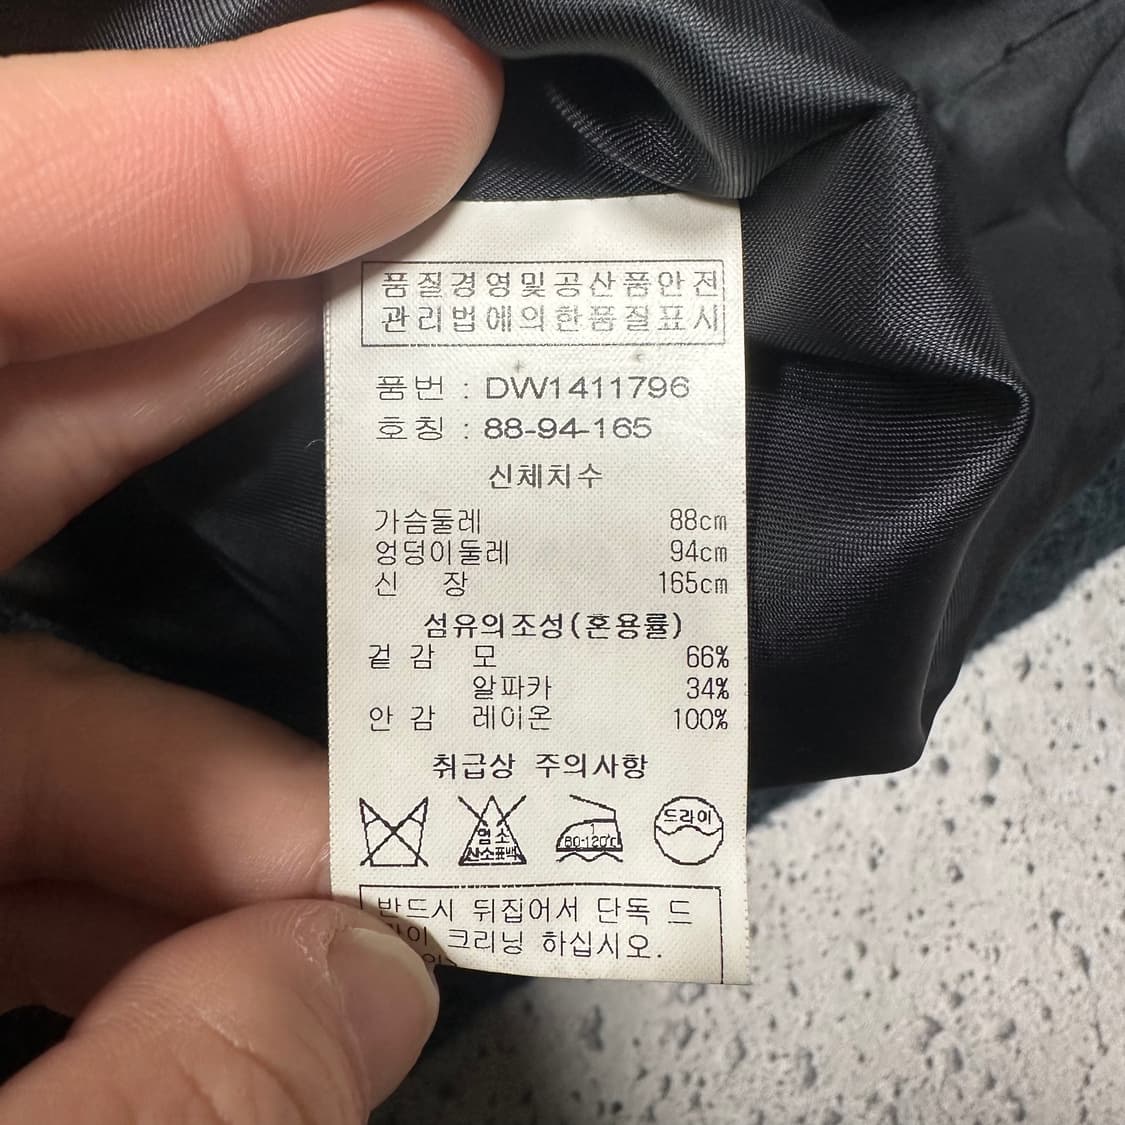 품질경영및공산품안전
관리법에의한품질표시
품번 : DW1411796
호칭 : 88-94-165
신체치수
가슴둘레 88cm
엉덩이둘레 94cm
신 장 165cm
섬유의조성(혼용률)
겉감 모 66%
알파카 34%
안감 레이온 100%
취급상 주의사항
염소
산소표백
80-120℃
드라이
반드시 뒤집어서 단독 드
라이 크리닝 하십시오.